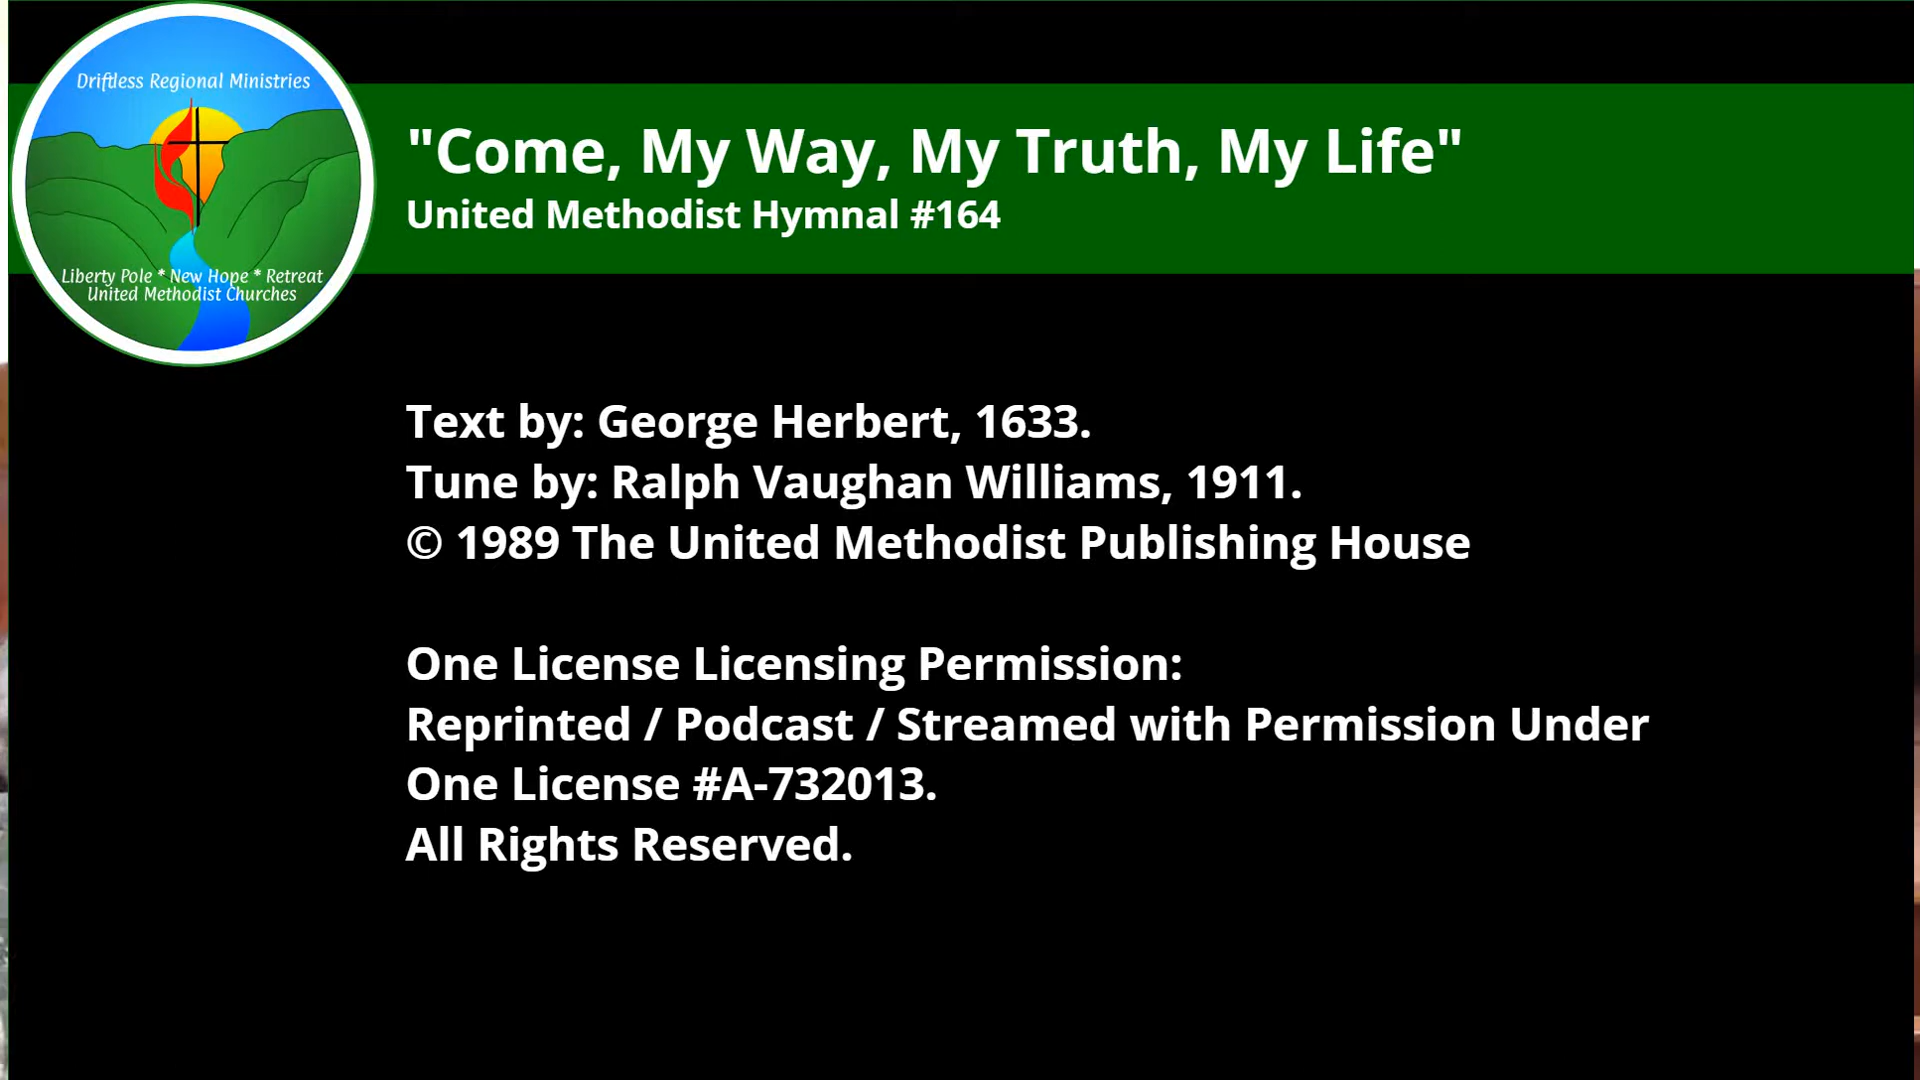 Driftless Regional Ministries
"Come, My Way, My Truth, My Life"
United Methodist Hymnal #164
Liberty Pole * New Hope * Retreat
United Methodist Churches
Text by: George Herbert, 1633.
Tune by: Ralph Vaughan Williams, 1911.
© 1989 The United Methodist Publishing House
One License Licensing Permission:
Reprinted / Podcast / Streamed with Permission Under
One License #A-732013.
All Rights Reserved.